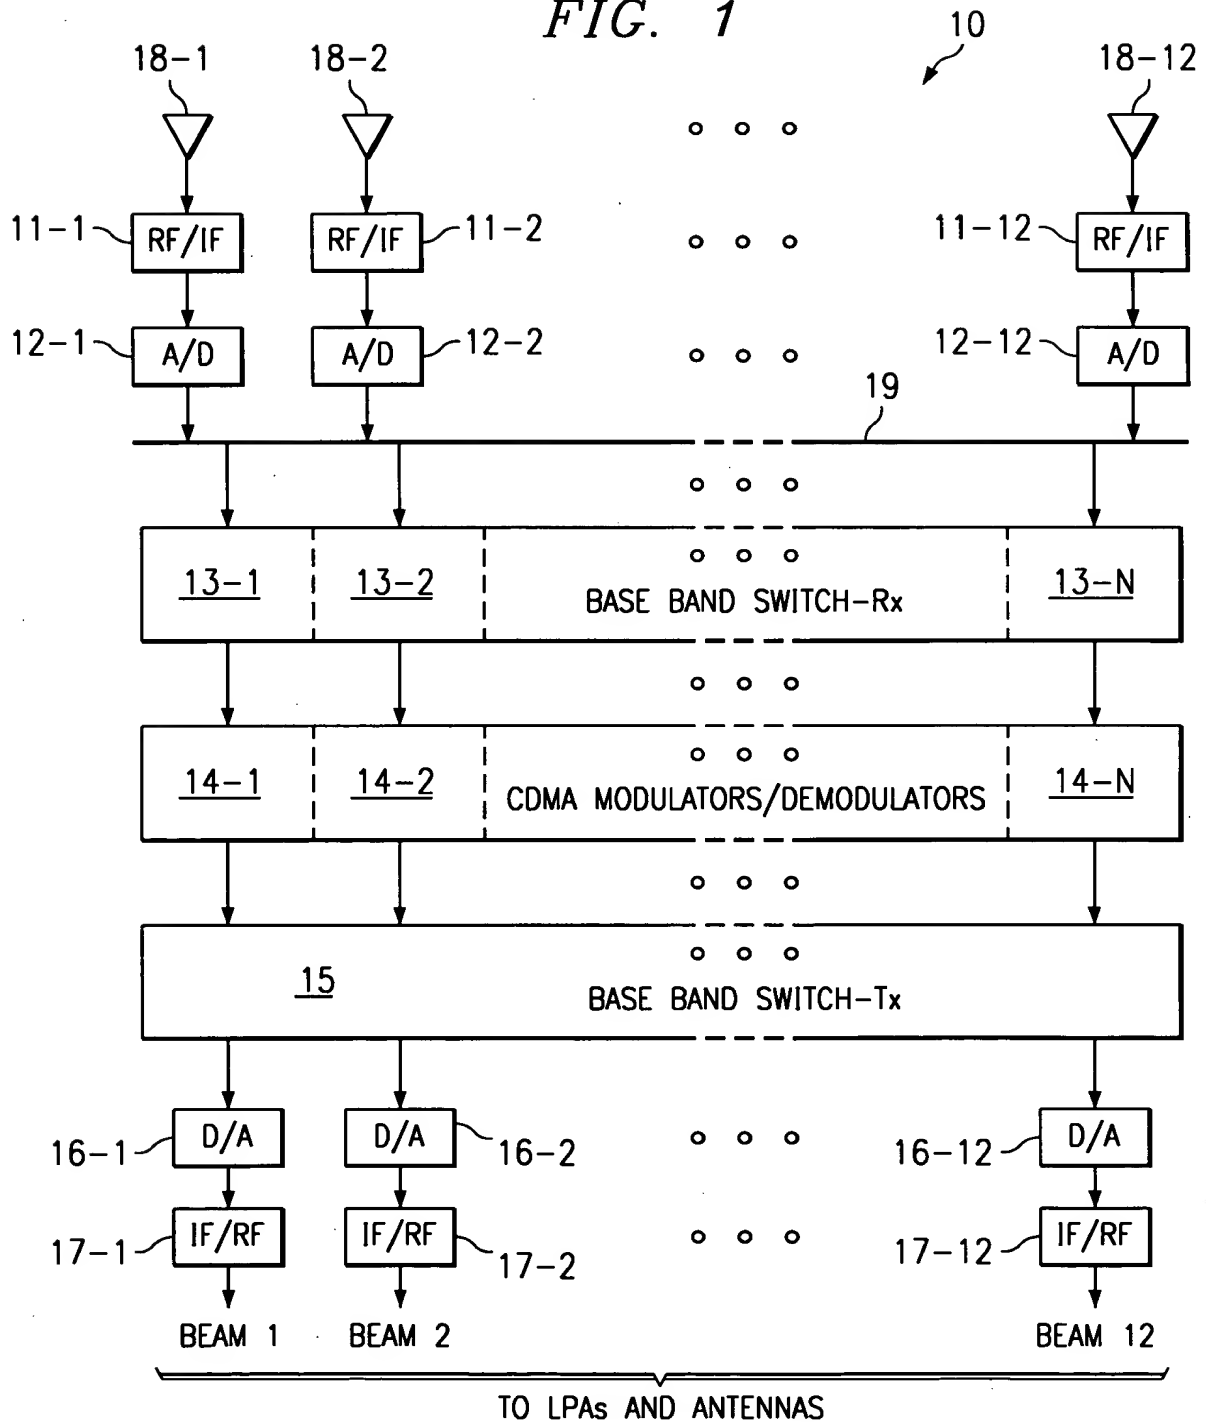 FIG. 1
10
18-1 18-2 18-12
11-1 RF/IF RF/IF 11-2 11-12 RF/IF
12-1 A/D A/D 12-2 12-12 A/D
19
13-1 13-2 BASE BAND SWITCH-Rx 13-N
14-1 14-2 CDMA MODULATORS/DEMODULATORS 14-N
15 BASE BAND SWITCH-Tx
16-1 D/A D/A 16-2 16-12 D/A
17-1 IF/RF IF/RF 17-2 17-12 IF/RF
BEAM 1 BEAM 2 BEAM 12
TO LPAs AND ANTENNAS